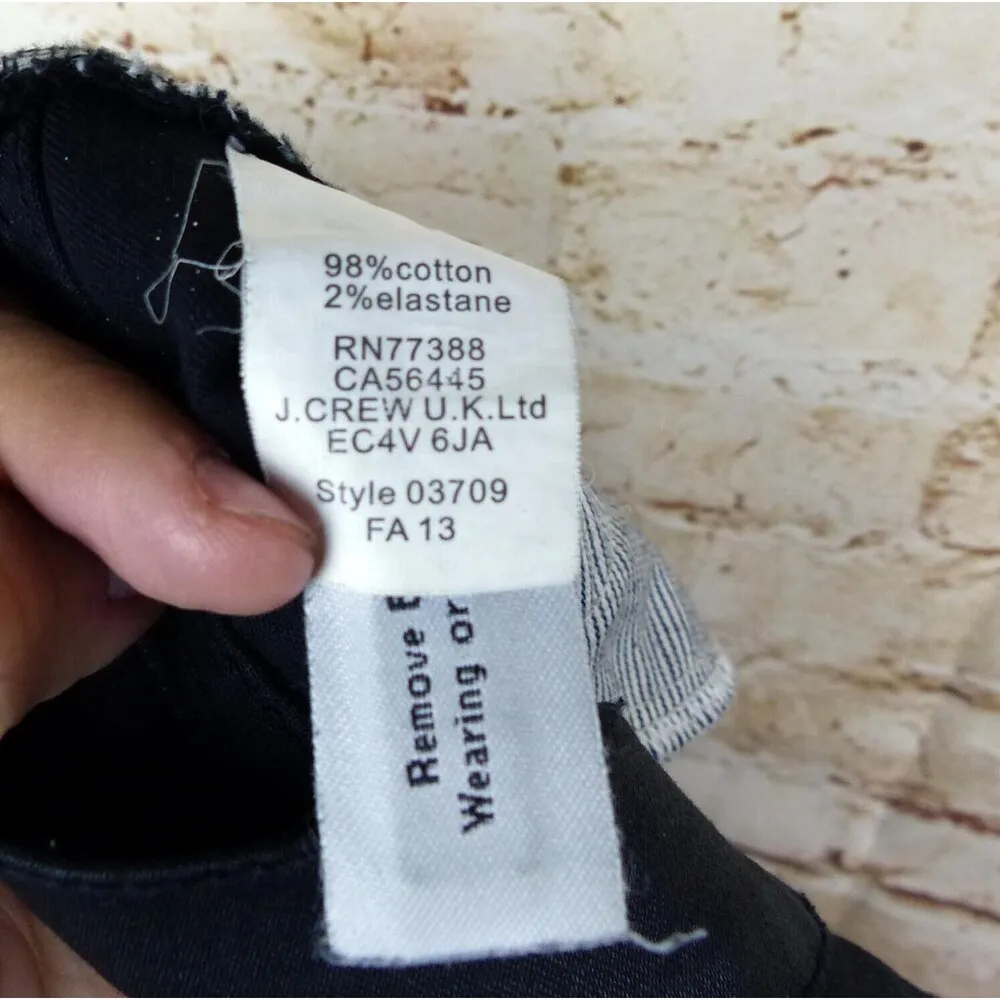 98%cotton
2%elastane
RN77388
CA56445
J.CREW U.K.Ltd
EC4V 6JA
Style 03709
FA 13
Remove
Wearing or